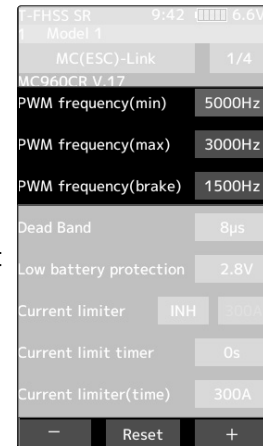 T-FHSS SR 9:42 6.6V
1 Model 1
MC(ESC)-Link 1/4
MC960CR V.17
PWM frequency(min) 5000Hz
PWM frequency(max) 3000Hz
PWM frequency(brake) 1500Hz
Dead Band 8μs
Low battery protection 2.8V
Current limiter INH 300A
Current limit timer 0s
Current limiter(time) 300A
− Reset +